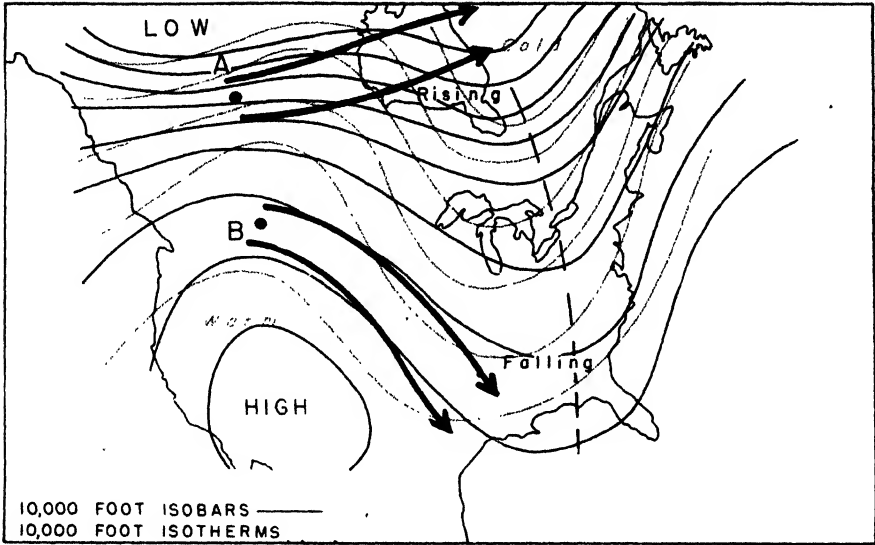 LOW
A
Cold
Rising
B
Warm
Falling
HIGH
10,000 FOOT ISOBARS
10,000 FOOT ISOTHERMS